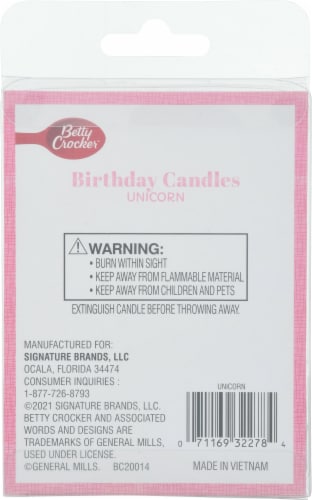 Betty
Crocker
Birthday Candles
UNICORN
WARNING:
• BURN WITHIN SIGHT
• KEEP AWAY FROM FLAMMABLE MATERIAL
• KEEP AWAY FROM CHILDREN AND PETS
EXTINGUISH CANDLE BEFORE THROWING AWAY.
MANUFACTURED FOR:
SIGNATURE BRANDS, LLC
OCALA, FLORIDA 34474
CONSUMER INQUIRIES :
1-877-726-8793
©2021 SIGNATURE BRANDS, LLC.
BETTY CROCKER AND ASSOCIATED
WORDS AND DESIGNS ARE
TRADEMARKS OF GENERAL MILLS,
USED UNDER LICENSE.
©GENERAL MILLS. BC20014
UNICORN
0 71169 32278 4
MADE IN VIETNAM